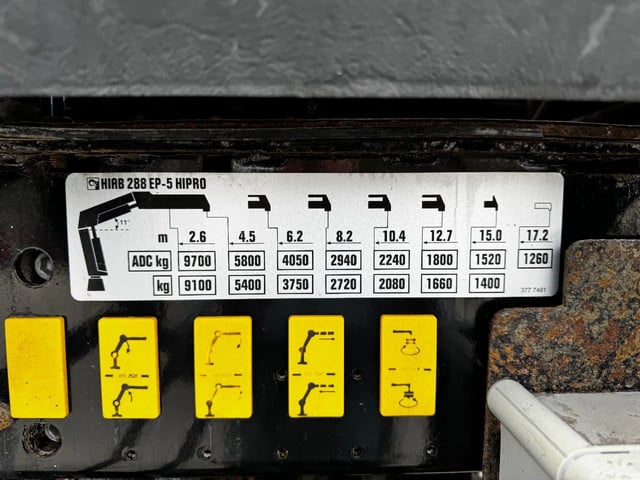 HIAB 288 EP-5 HIPRO
11°
m 2.6 4.5 6.2 8.2 10.4 12.7 15.0 17.2
ADC kg 9700 5800 4050 2940 2240 1800 1520 1260
kg 9100 5400 3750 2720 2080 1660 1400
377 7481